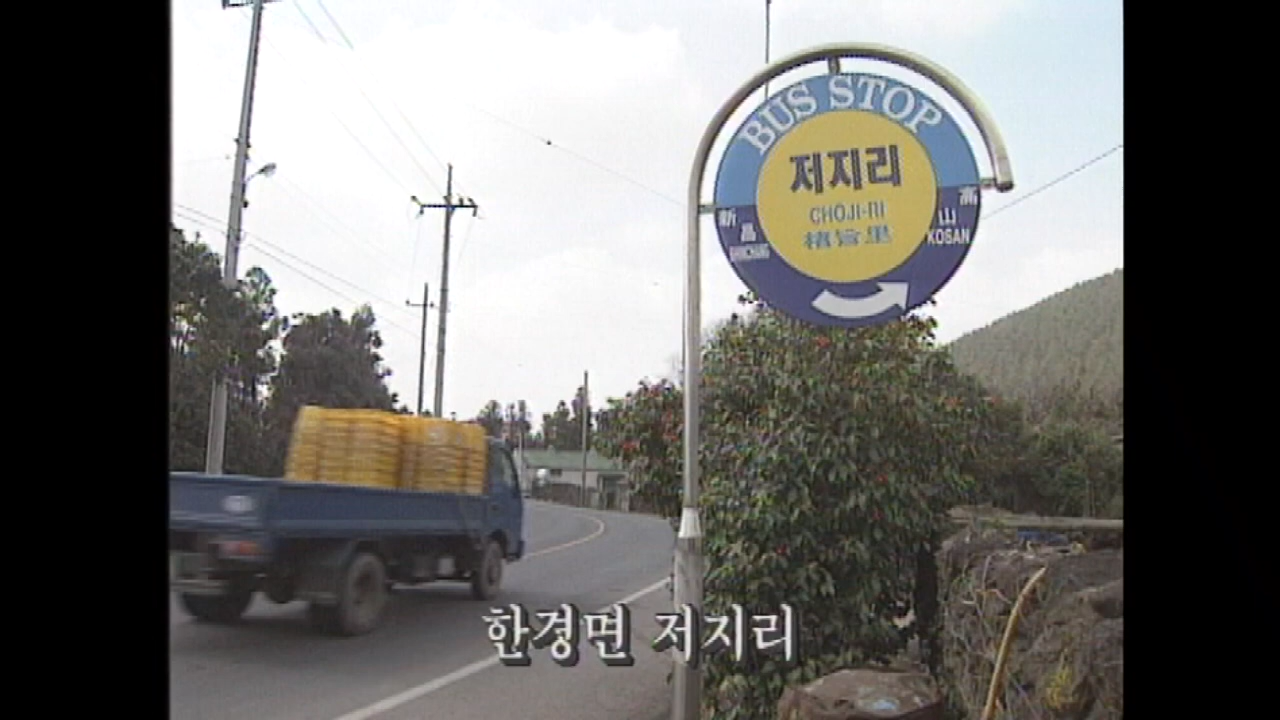 BUS STOP
저지리
CHOJI-RI
楮旨里
新昌
SHINCHANG
高山
KOSAN
한경면 저지리